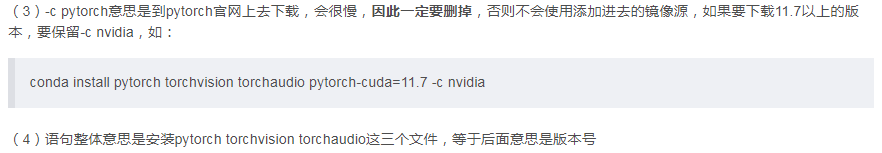 （3）-c pytorch意思是到pytorch官网上去下载，会很慢，因此一定要删掉，否则不会使用添加进去的镜像源，如果要下载11.7以上的版
本，要保留-c nvidia，如：
conda install pytorch torchvision torchaudio pytorch-cuda=11.7 -c nvidia
（4）语句整体意思是安装pytorch torchvision torchaudio这三个文件，等于后面意思是版本号